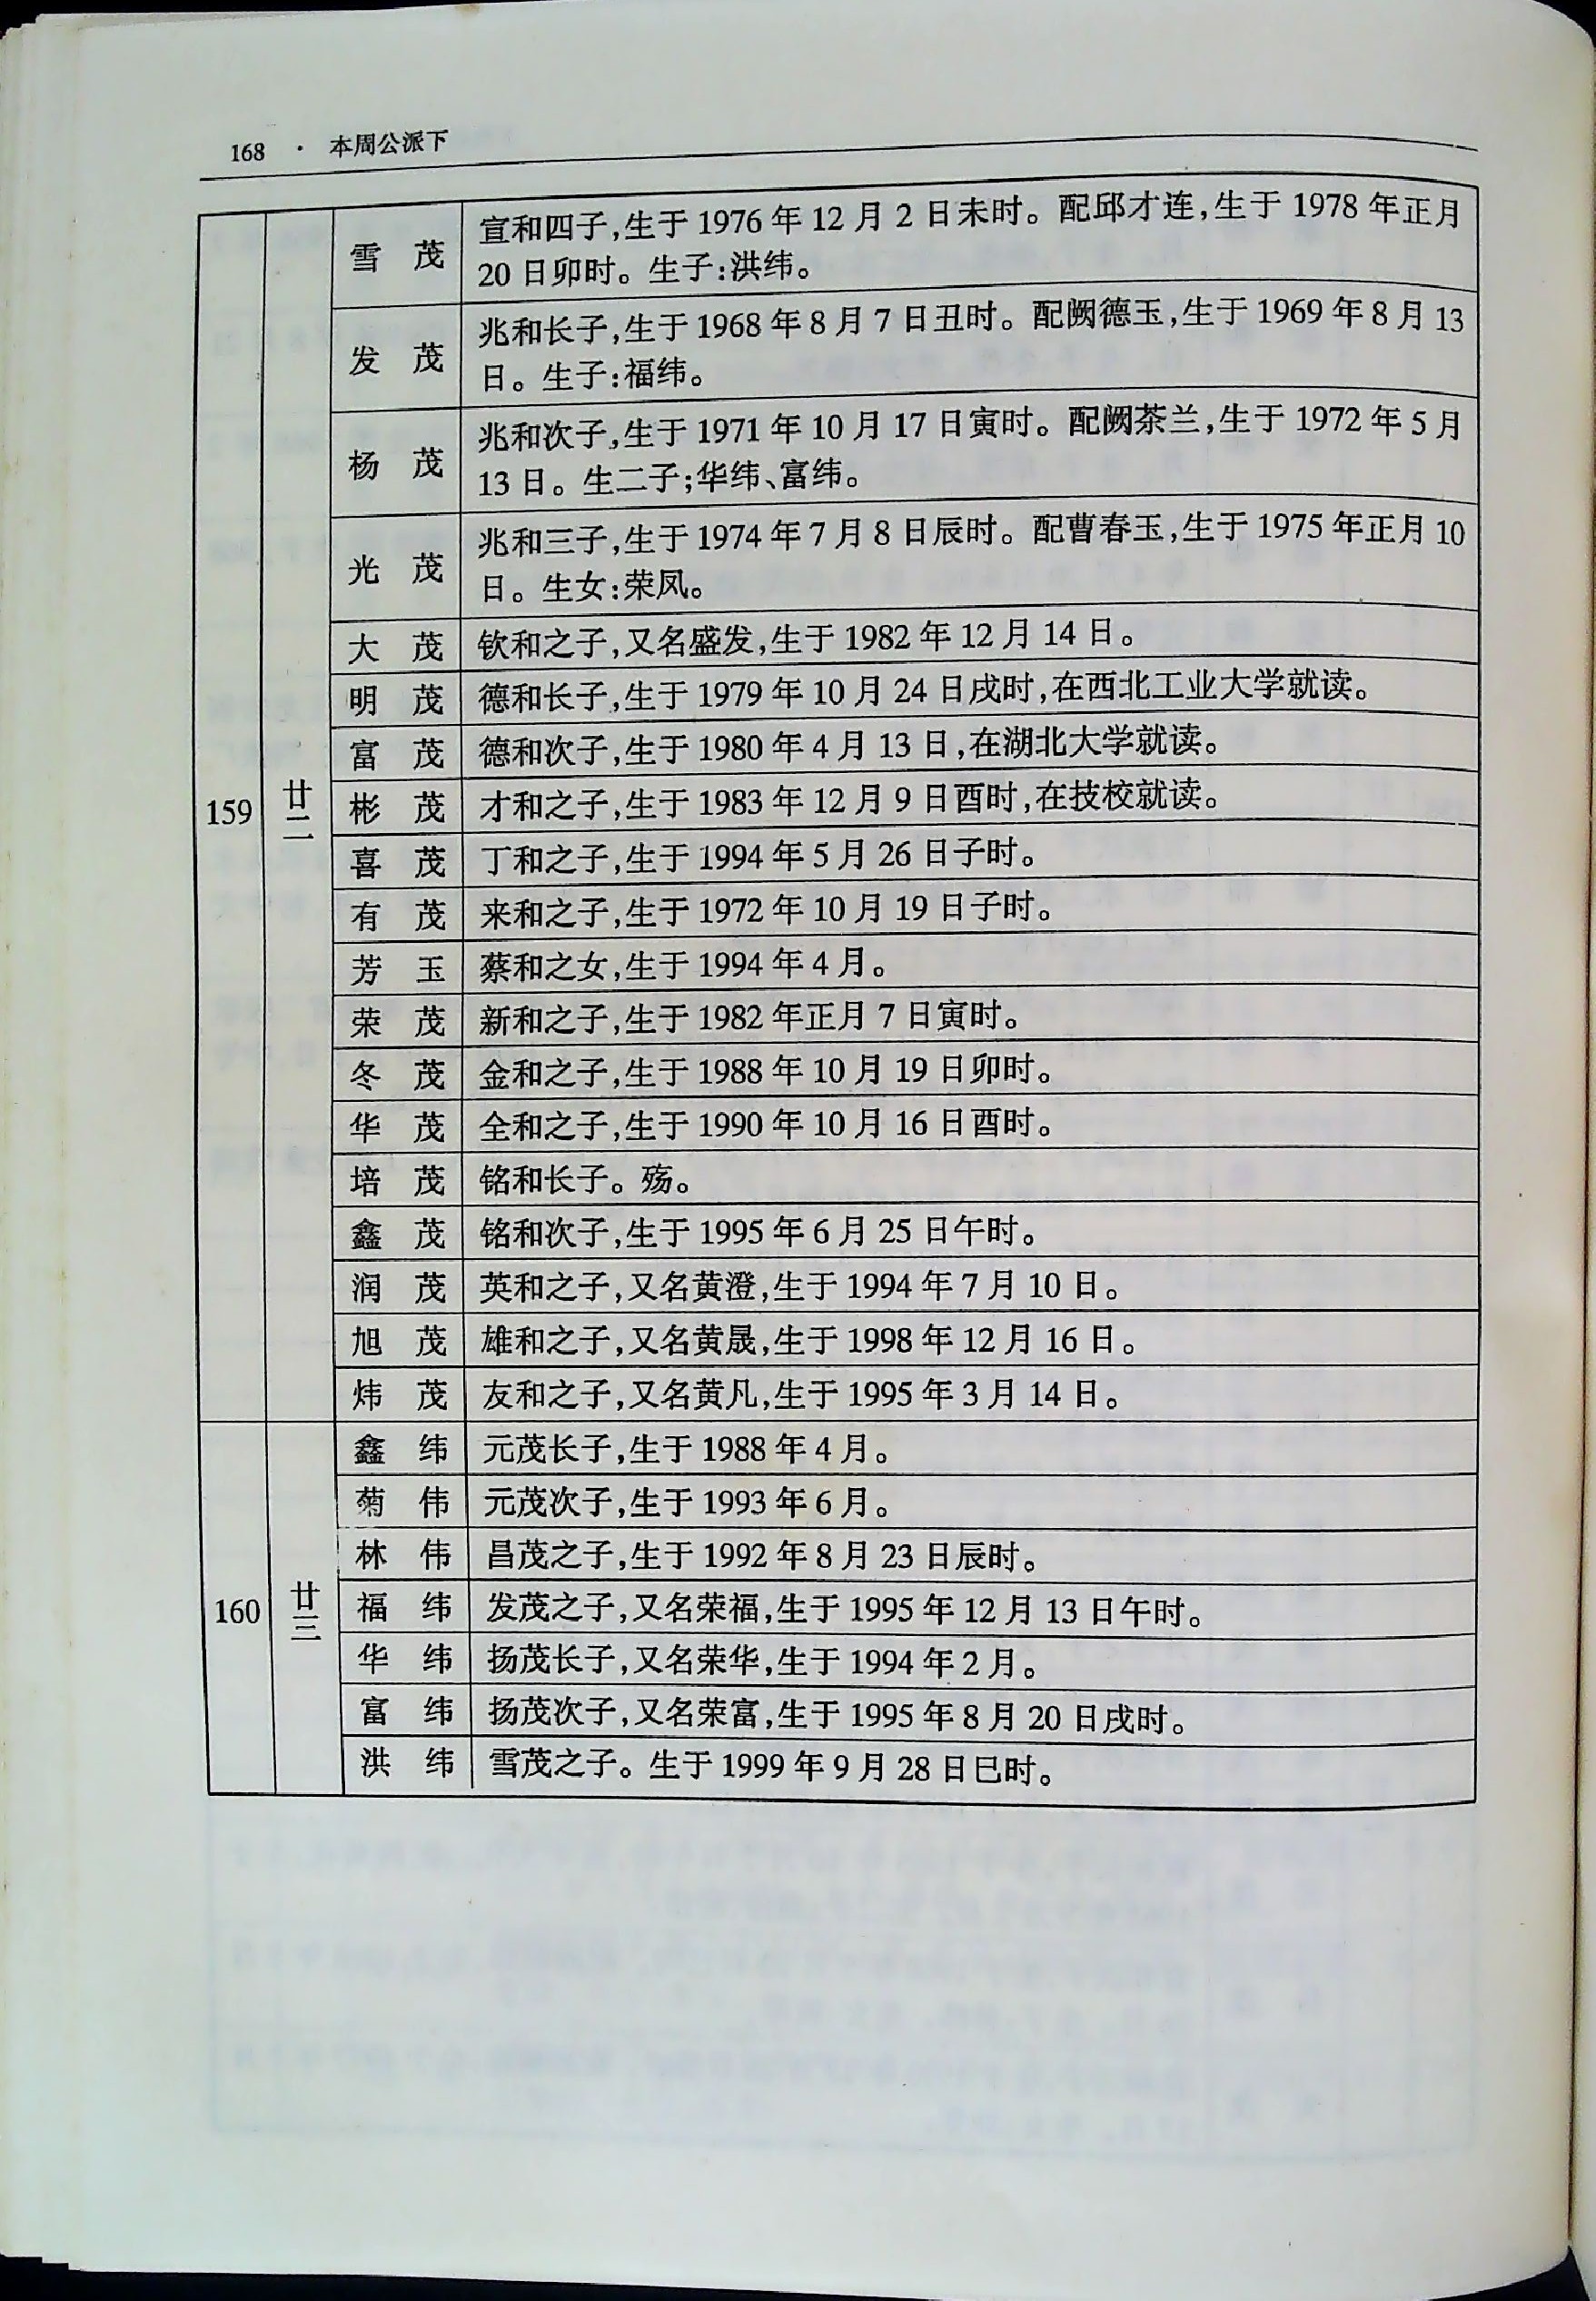 168 · 本周公派下
159
廿二
雪 茂 宣和四子,生于 1976 年 12 月 2 日未时。配邱才连,生于 1978 年正月
20 日卯时。生子:洪纬。
发 茂 兆和长子,生于 1968 年 8 月 7 日丑时。配阙德玉,生于 1969 年 8 月 13
日。生子:福纬。
杨 茂 兆和次子,生于 1971 年 10 月 17 日寅时。配阙茶兰,生于 1972 年 5 月
13 日。生二子;华纬、富纬。
光 茂 兆和三子,生于 1974 年 7 月 8 日辰时。配曹春玉,生于 1975 年正月 10
日。生女:荣凤。
大 茂 钦和之子,又名盛发,生于 1982 年 12 月 14 日。
明 茂 德和长子,生于 1979 年 10 月 24 日戌时,在西北工业大学就读。
富 茂 德和次子,生于 1980 年 4 月 13 日,在湖北大学就读。
彬 茂 才和之子,生于 1983 年 12 月 9 日酉时,在技校就读。
喜 茂 丁和之子,生于 1994 年 5 月 26 日子时。
有 茂 来和之子,生于 1972 年 10 月 19 日子时。
芳 玉 蔡和之女,生于 1994 年 4 月。
荣 茂 新和之子,生于 1982 年正月 7 日寅时。
冬 茂 金和之子,生于 1988 年 10 月 19 日卯时。
华 茂 全和之子,生于 1990 年 10 月 16 日酉时。
培 茂 铭和长子。殇。
鑫 茂 铭和次子,生于 1995 年 6 月 25 日午时。
润 茂 英和之子,又名黄澄,生于 1994 年 7 月 10 日。
旭 茂 雄和之子,又名黄晟,生于 1998 年 12 月 16 日。
炜 茂 友和之子,又名黄凡,生于 1995 年 3 月 14 日。
160
廿三
鑫 纬 元茂长子,生于 1988 年 4 月。
菊 伟 元茂次子,生于 1993 年 6 月。
林 伟 昌茂之子,生于 1992 年 8 月 23 日辰时。
福 纬 发茂之子,又名荣福,生于 1995 年 12 月 13 日午时。
华 纬 扬茂长子,又名荣华,生于 1994 年 2 月。
富 纬 扬茂次子,又名荣富,生于 1995 年 8 月 20 日戌时。
洪 纬 雪茂之子。生于 1999 年 9 月 28 日巳时。